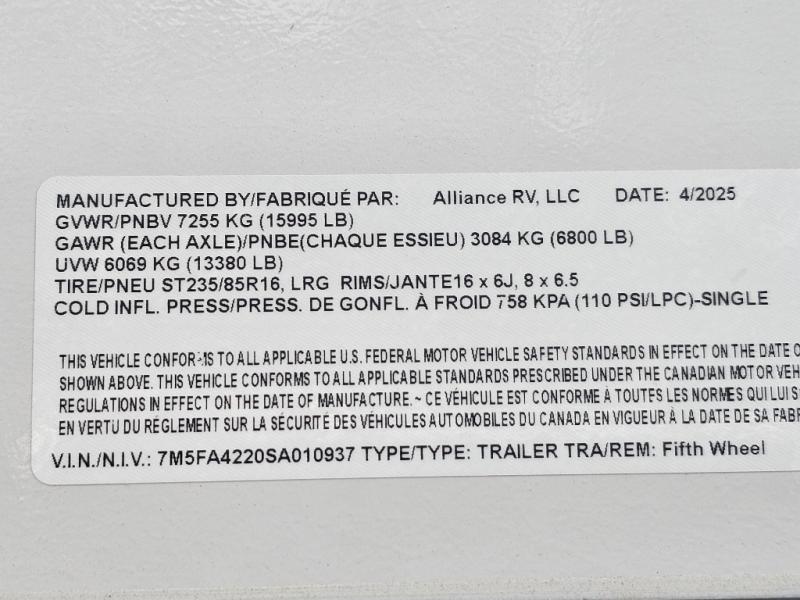 MANUFACTURED BY/FABRIQUÉ PAR: Alliance RV, LLC DATE: 4/2025
GVWR/PNBV 7255 KG (15995 LB)
GAWR (EACH AXLE)/PNBE(CHAQUE ESSIEU) 3084 KG (6800 LB)
UVW 6069 KG (13380 LB)
TIRE/PNEU ST235/85R16, LRG RIMS/JANTE16 x 6J, 8 x 6.5
COLD INFL. PRESS/PRESS. DE GONFL. À FROID 758 KPA (110 PSI/LPC)-SINGLE
THIS VEHICLE CONFORMS TO ALL APPLICABLE U.S. FEDERAL MOTOR VEHICLE SAFETY STANDARDS IN EFFECT ON THE DATE
SHOWN ABOVE. THIS VEHICLE CONFORMS TO ALL APPLICABLE STANDARDS PRESCRIBED UNDER THE CANADIAN MOTOR
REGULATIONS IN EFFECT ON THE DATE OF MANUFACTURE. ~ CE VÉHICULE EST CONFORME À TOUTES LES NORMES QUI LUI
EN VERTU DU RÉGLEMENT SUR LA SÉCURITÉ DES VÉHICULES AUTOMOBILES DU CANADA EN VIGUEUR À LA DATE DE SA
V.I.N./N.I.V.: 7M5FA4220SA010937 TYPE/TYPE: TRAILER TRA/REM: Fifth Wheel